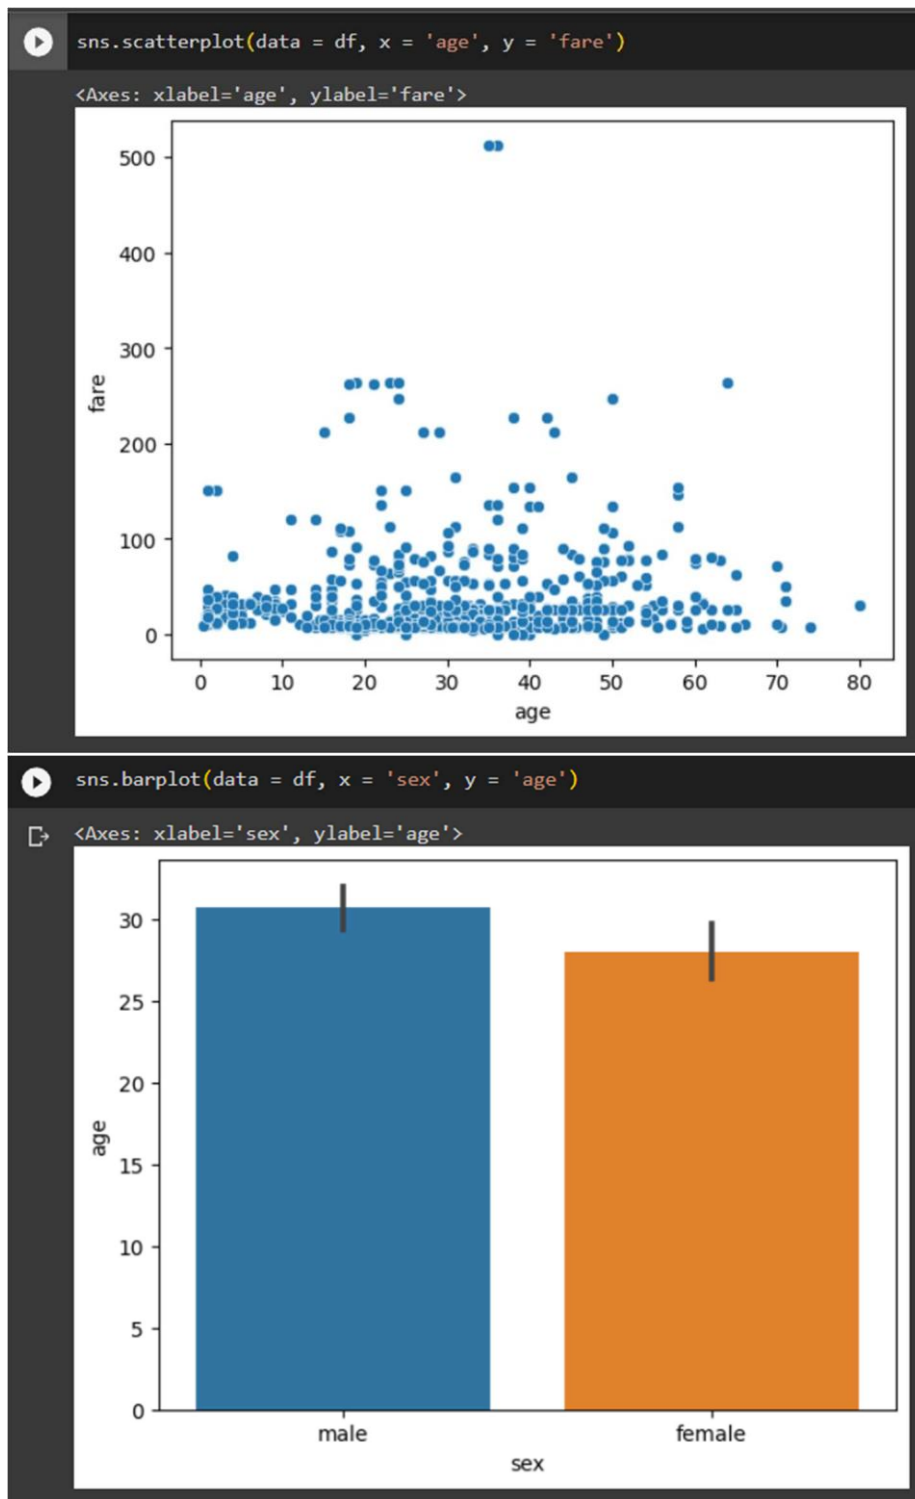 sns.scatterplot(data = df, x = 'age', y = 'fare')
<Axes: xlabel='age', ylabel='fare'>
500
400
300
200
100
0
fare
0 10 20 30 40 50 60 70 80
age
sns.barplot(data = df, x = 'sex', y = 'age')
<Axes: xlabel='sex', ylabel='age'>
30
25
20
15
10
5
0
age
male female
sex